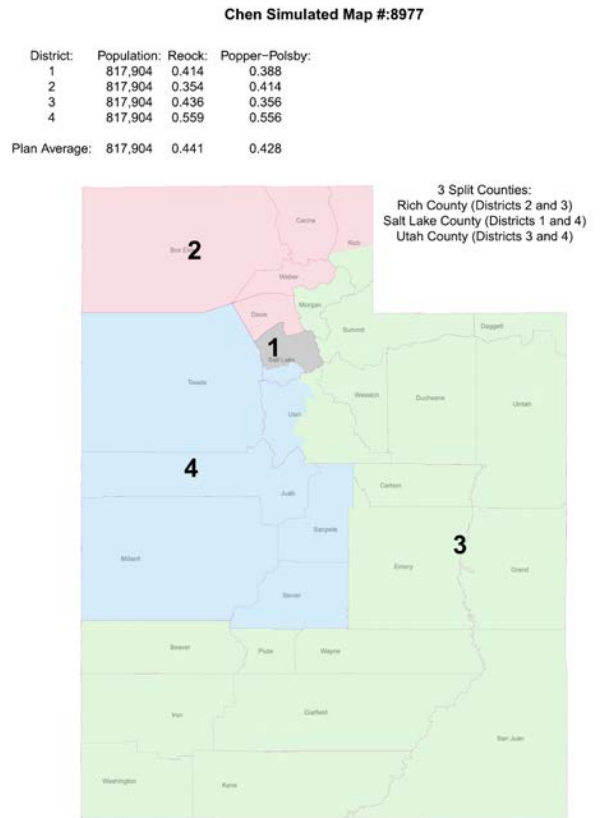 Chen Simulated Map #:8977
District: Population: Reock: Popper−Polsby:
1 817,904 0.414 0.388
2 817,904 0.354 0.414
3 817,904 0.436 0.356
4 817,904 0.559 0.556
Plan Average: 817,904 0.441 0.428
3 Split Counties:
Rich County (Districts 2 and 3)
Salt Lake County (Districts 1 and 4)
Utah County (Districts 3 and 4)
Cache
Rich
Box Elder
2
Weber
Morgan
Davis
Summit
Daggett
1
Salt Lake
Tooele
Wasatch
Duchesne
Uintah
Utah
4
Carbon
Juab
Sanpete
3
Millard
Emery
Grand
Sevier
Beaver
Piute
Wayne
Iron
Garfield
San Juan
Washington
Kane